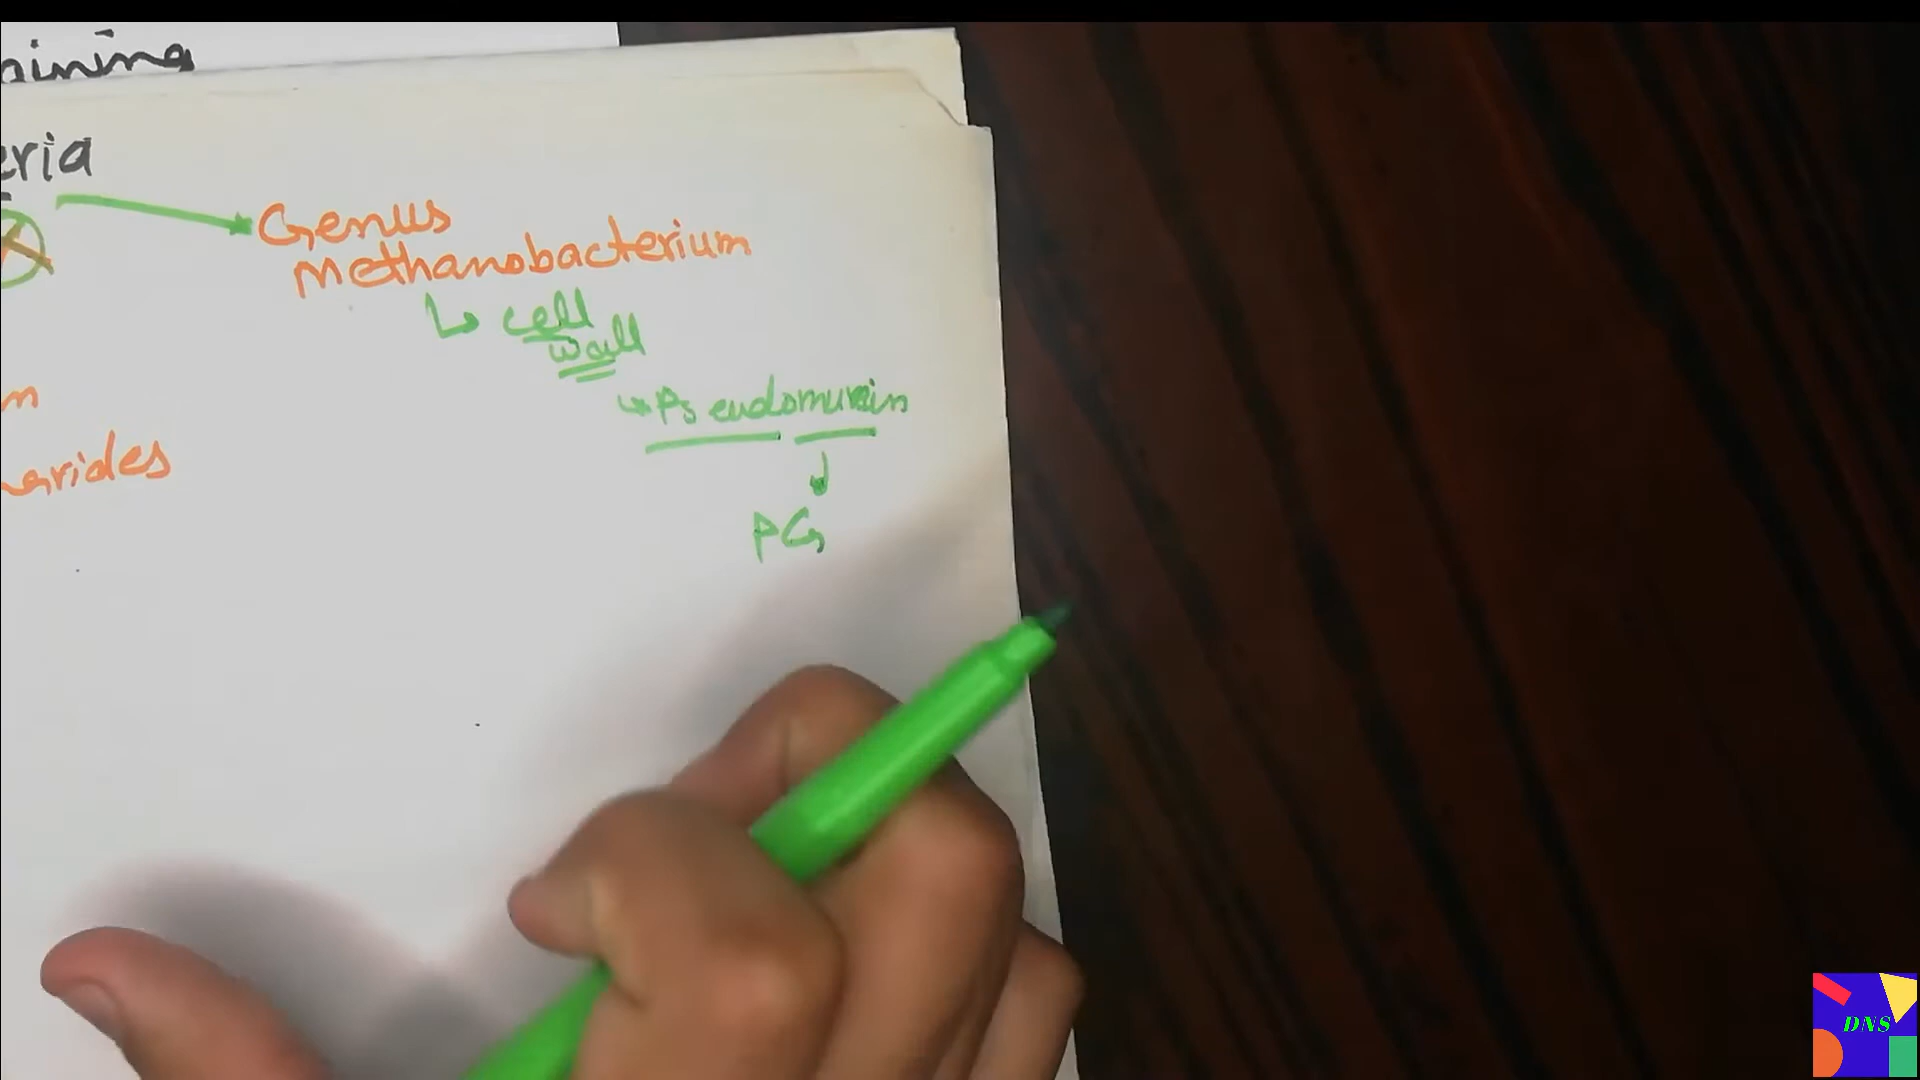 aining
eria
Genus
Methanobacterium
cell
wall
Pseudomurein
m
arides
PG
DNS